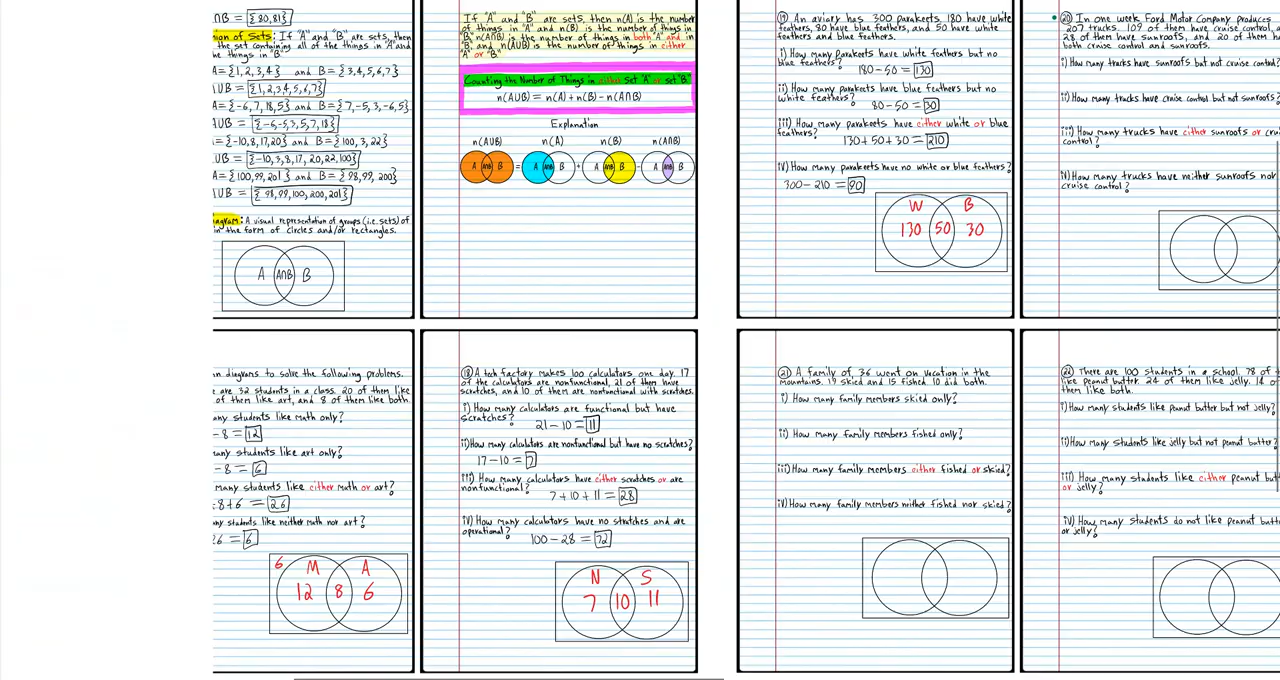 ∩B = {80,81}
sion of Sets: If "A" and "B" are sets, then
the set containing all of the things in "A" and
he things in "B."
A={1,2,3,4} and B={3,4,5,6,7}
∪B = {1,2,3,4,5,6,7}
∪B =
={-10,8,17,20} and B={100,3,22}
∪B = {-10,3,8,17,20,22,100}
A={100,99,201} and B={98,99,200}
∪B = {98,99,100,200,201}
iagram: A visual representation of groups (i.e. sets) of
in the form of circles and/or rectangles.
A A∩B B
If "A" and "B" are sets, then n(A) is the number
of things in "A" and n(B) is the number of things in
"B." n(A∩B) is the number of things in both A and in
"B" and n(A∪B) is the number of things in either
"A" or "B."
Counting the Number of Things in either Set "A" or set "B"
n(A∪B) = n(A) + n(B) - n(A∩B)
Explanation
n(A∪B) n(A) n(B) n(A∩B)
A A∩B B = A A∩B B + A A∩B B - A A∩B B
⑲ An aviary has 300 parakeets 180 have white
feathers, 80 have blue feathers, and 50 have white
feathers and blue feathers.
i) How many parakeets have white feathers but no
blue feathers?
180-50 = 130
ii) How many parakeets have blue feathers but no
white feathers?
80-50 = 30
iii) How many parakeets have either white or blue
feathers?
130+50+30 = 210
iv) How many parakeets have no white or blue feathers?
300-210 = 90
W B
130 50 30
⑳ In one week Ford Motor Company produces
207 trucks. 109 of them have cruise control, a
28 of them have sunroofs, and 20 of them h
both cruise control and sunroofs.
i) How many trucks have sunroofs but not cruise control?
ii) How many trucks have cruise control but not sunroofs?
iii) How many trucks have either sunroofs or cru
control?
iv) How many trucks have neither sunroofs nor
cruise control?
nn diagrams to solve the following problems.
e are 32 students in a class. 20 of them like
of them like art, and 8 of them like both.
any students like math only?
-8 = 12
many students like art only?
-8 = 6
many students like either math or art?
+8+6 = 26
ny students like neither math nor art?
26 = 6
6 M A
12 8 6
⑱ A tech factory makes 100 calculators one day. 17
of the calculators are nonfunctional, 21 of them have
scratches, and 10 of them are nonfunctional with scratches.
i) How many calculators are functional but have
scratches?
21-10 = 11
ii) How many calculators are nonfunctional but have no scratches?
17-10 = 7
iii) How many calculators have either scratches or are
nonfunctional?
7+10+11 = 28
iv) How many calculators have no stratches and are
operational?
100-28 = 72
N S
7 10 11
㉑ A family of 36 went on vacation in the
mountains. 19 skied and 15 fished 10 did both.
i) How many family members skied only?
ii) How many family members fished only?
iii) How many family members either fished or skied?
iv) How many family members neither fished nor skied?
㉒ There are 100 students in a school. 78 of
like peanut butter. 24 of them like jelly. 14 o
them like both.
i) How many students like peanut butter but not jelly?
ii) How many students like jelly but not peanut butter?
iii) How many students like either peanut butt
or jelly?
iv) How many students do not like peanut butt
or jelly?